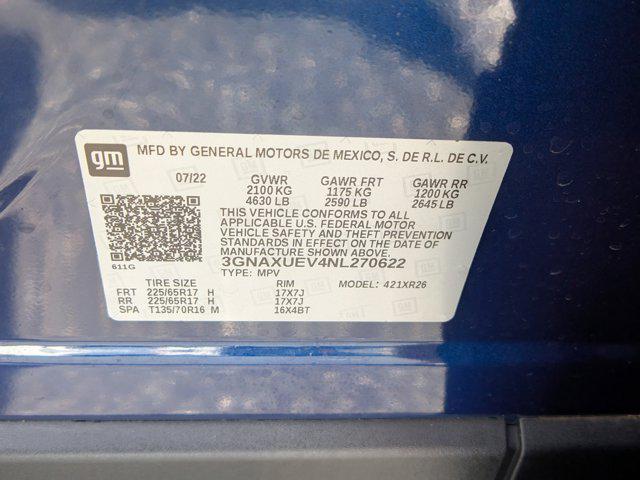 gm
MFD BY GENERAL MOTORS DE MEXICO, S. DE R.L. DE C.V.
07/22 GVWR GAWR FRT GAWR RR
2100 KG 1175 KG 1200 KG
4630 LB 2590 LB 2645 LB
THIS VEHICLE CONFORMS TO ALL
APPLICABLE U.S. FEDERAL MOTOR
VEHICLE SAFETY AND THEFT
PREVENTION STANDARDS IN
EFFECT ON THE DATE OF
MANUFACTURE SHOWN ABOVE.
3GNAXUEV4NL270622
611G
TYPE: MPV MODEL: 421XR26
TIRE SIZE RIM
FRT 225/65R17 H 17X7J
RR 225/65R17 H 17X7J
SPA T135/70R16 M 16X4BT